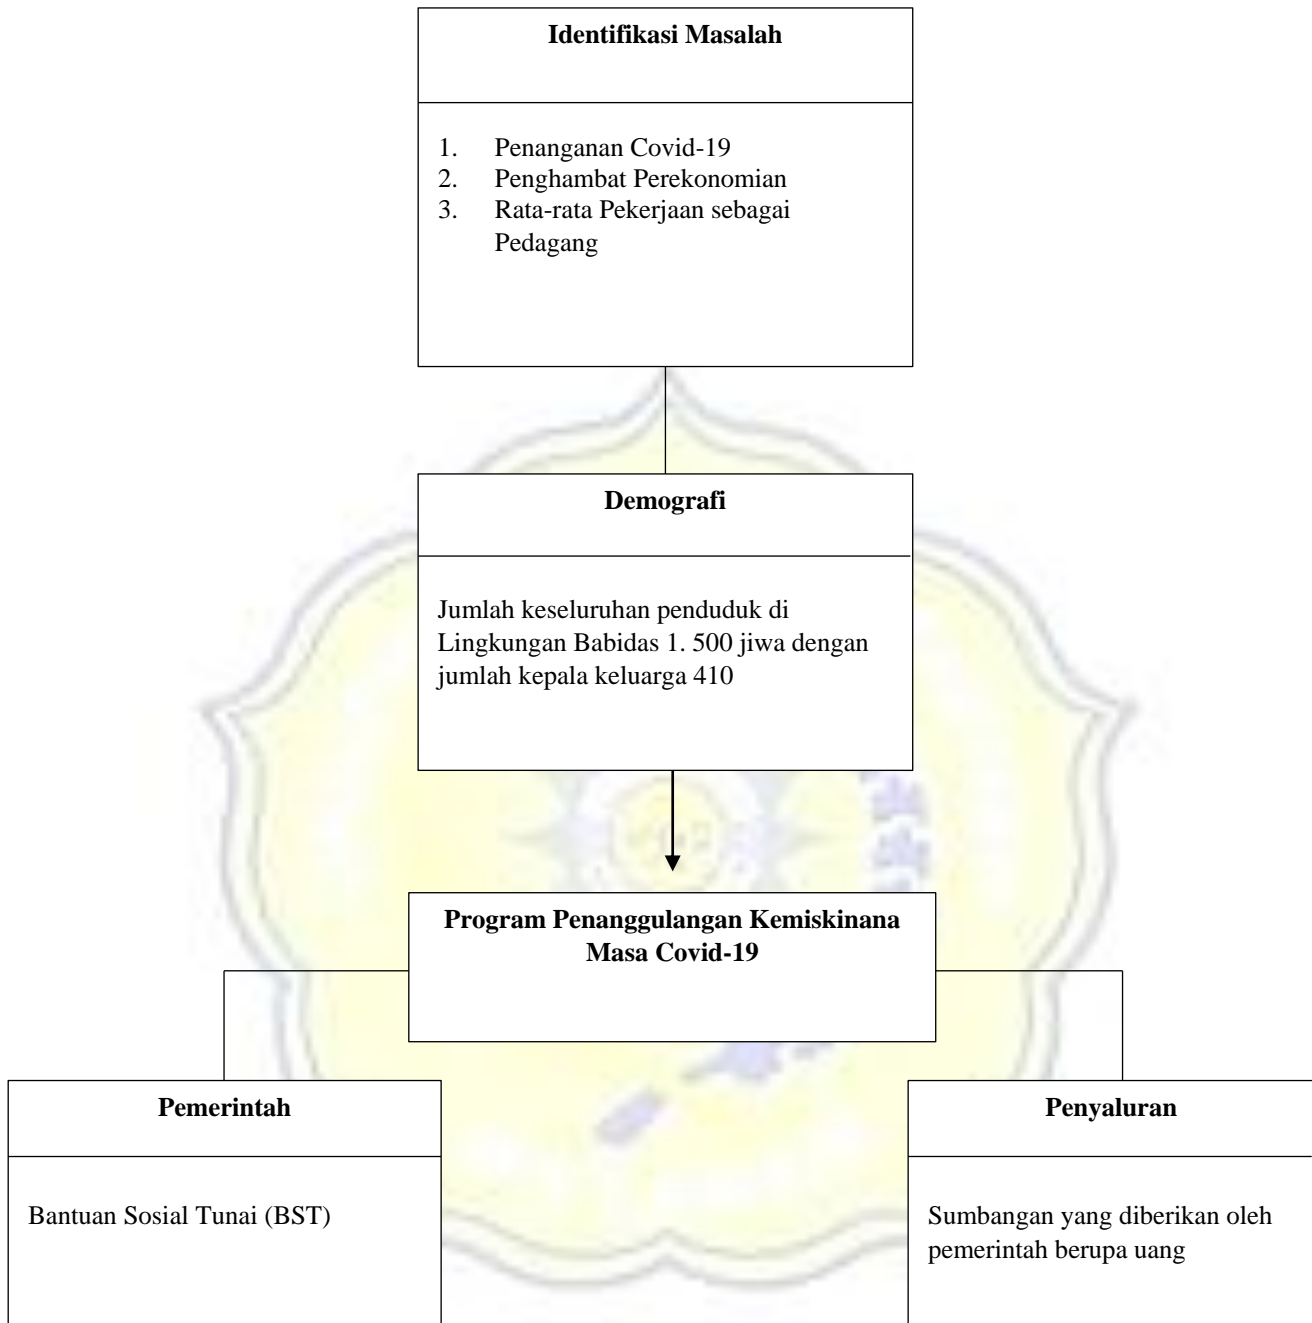 Identifikasi Masalah
1. Penanganan Covid-19
2. Penghambat Perekonomian
3. Rata-rata Pekerjaan sebagai
Pedagang
Demografi
Jumlah keseluruhan penduduk di
Lingkungan Babidas 1. 500 jiwa dengan
jumlah kepala keluarga 410
Program Penanggulangan Kemiskinana
Masa Covid-19
Pemerintah
Bantuan Sosial Tunai (BST)
Penyaluran
Sumbangan yang diberikan oleh
pemerintah berupa uang